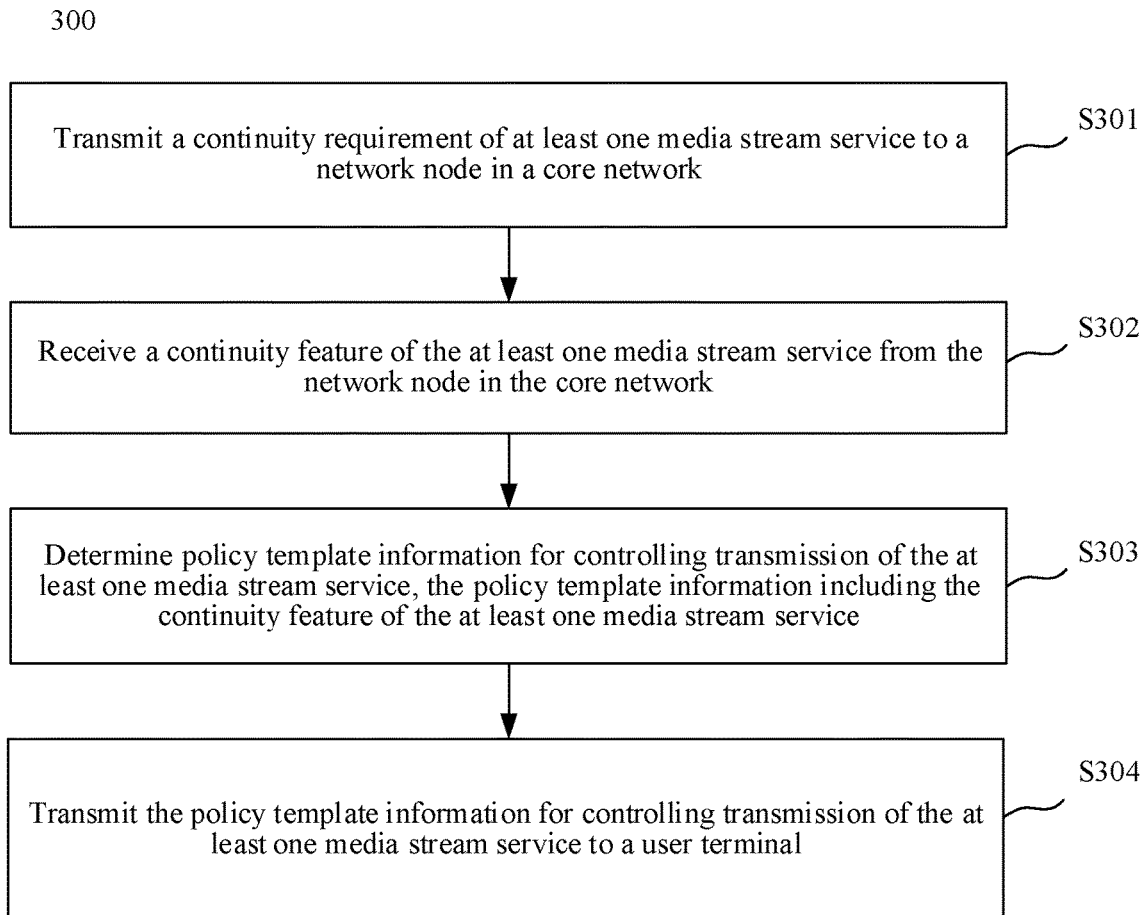 300
Transmit a continuity requirement of at least one media stream service to a
network node in a core network
S301
Receive a continuity feature of the at least one media stream service from the
network node in the core network
S302
Determine policy template information for controlling transmission of the at
least one media stream service, the policy template information including the
continuity feature of the at least one media stream service
S303
Transmit the policy template information for controlling transmission of the at
least one media stream service to a user terminal
S304